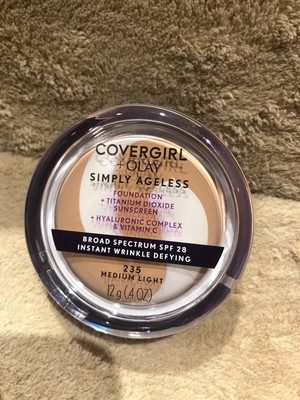 COVERGIRL
+ OLAY
SIMPLY AGELESS
FOUNDATION
+ TITANIUM DIOXIDE
SUNSCREEN
+ HYALURONIC COMPLEX
& VITAMIN C
BROAD SPECTRUM SPF 28
INSTANT WRINKLE DEFYING
235
MEDIUM LIGHT
12 g (.4 OZ)